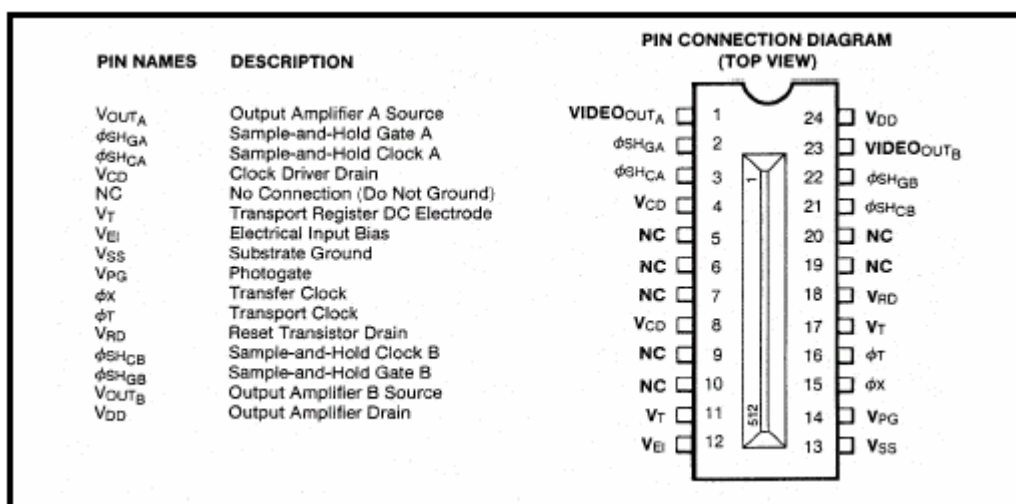 PIN NAMES DESCRIPTION
VOUTA Output Amplifier A Source
ϕSHGA Sample-and-Hold Gate A
ϕSHCA Sample-and-Hold Clock A
VCD Clock Driver Drain
NC No Connection (Do Not Ground)
VT Transport Register DC Electrode
VEI Electrical Input Bias
VSS Substrate Ground
VPG Photogate
ϕX Transfer Clock
ϕT Transport Clock
VRD Reset Transistor Drain
ϕSHCB Sample-and-Hold Clock B
ϕSHGB Sample-and-Hold Gate B
VOUTB Output Amplifier B Source
VDD Output Amplifier Drain
PIN CONNECTION DIAGRAM
(TOP VIEW)
VIDEOOUTA 1 24 VDD
ϕSHGA 2 23 VIDEOOUTB
ϕSHCA 3 1 22 ϕSHGB
VCD 4 21 ϕSHCB
NC 5 20 NC
NC 6 19 NC
NC 7 18 VRD
VCD 8 17 VT
NC 9 16 ϕT
NC 10 15 ϕX
VT 11 512 14 VPG
VEI 12 13 VSS